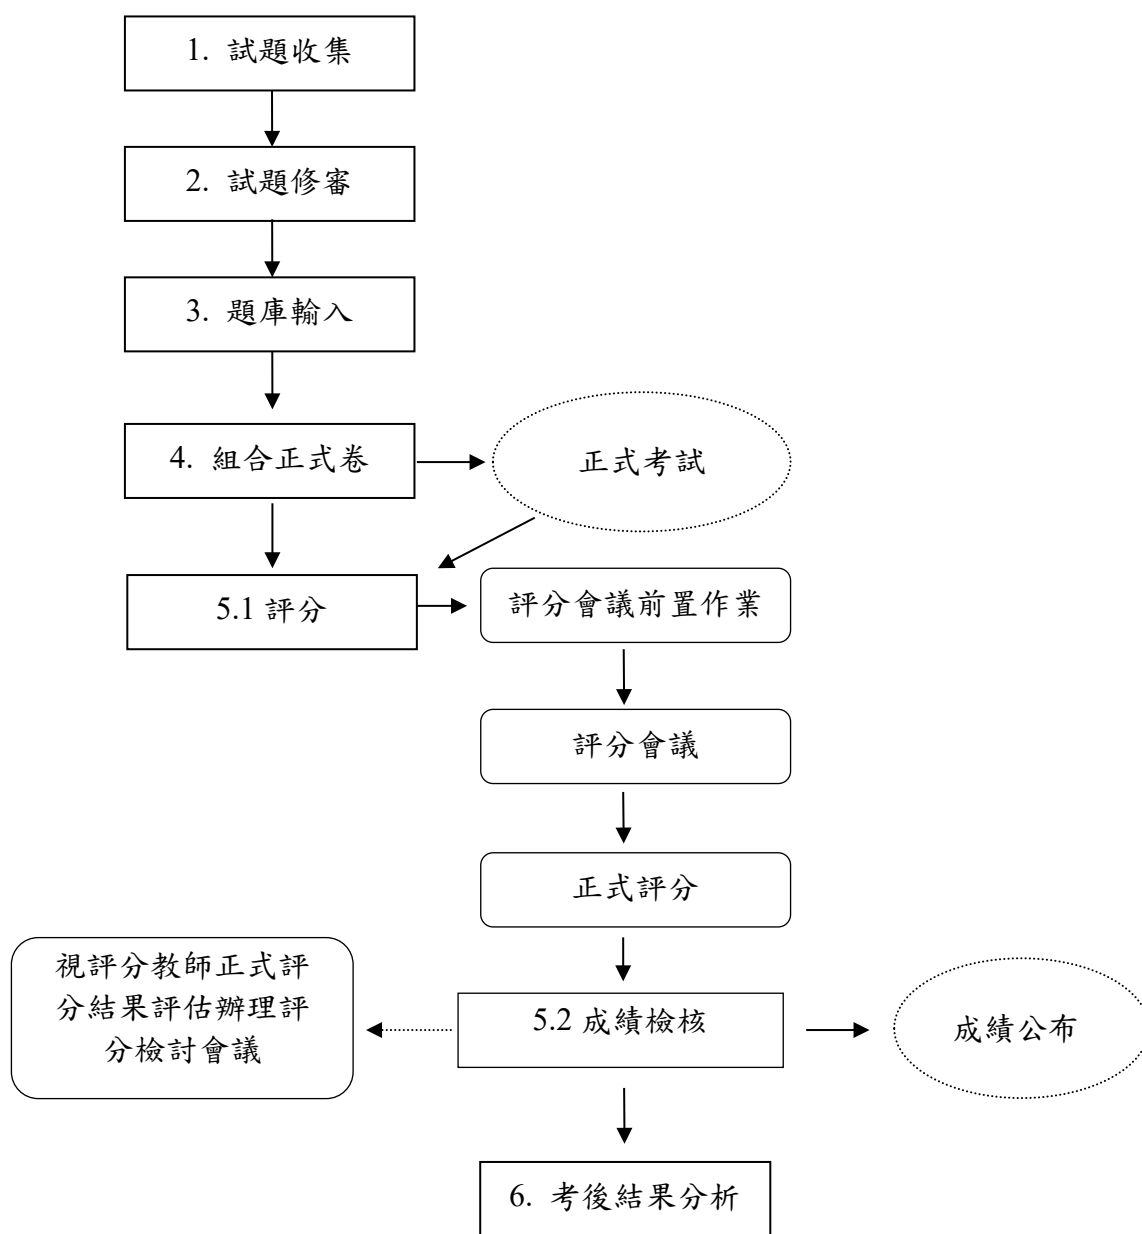 1. 試題收集
2. 試題修審
3. 題庫輸入
4. 組合正式卷
正式考試
5.1 評分
評分會議前置作業
評分會議
正式評分
視評分教師正式評
分結果評估辦理評
分檢討會議
5.2 成績檢核
成績公布
6. 考後結果分析